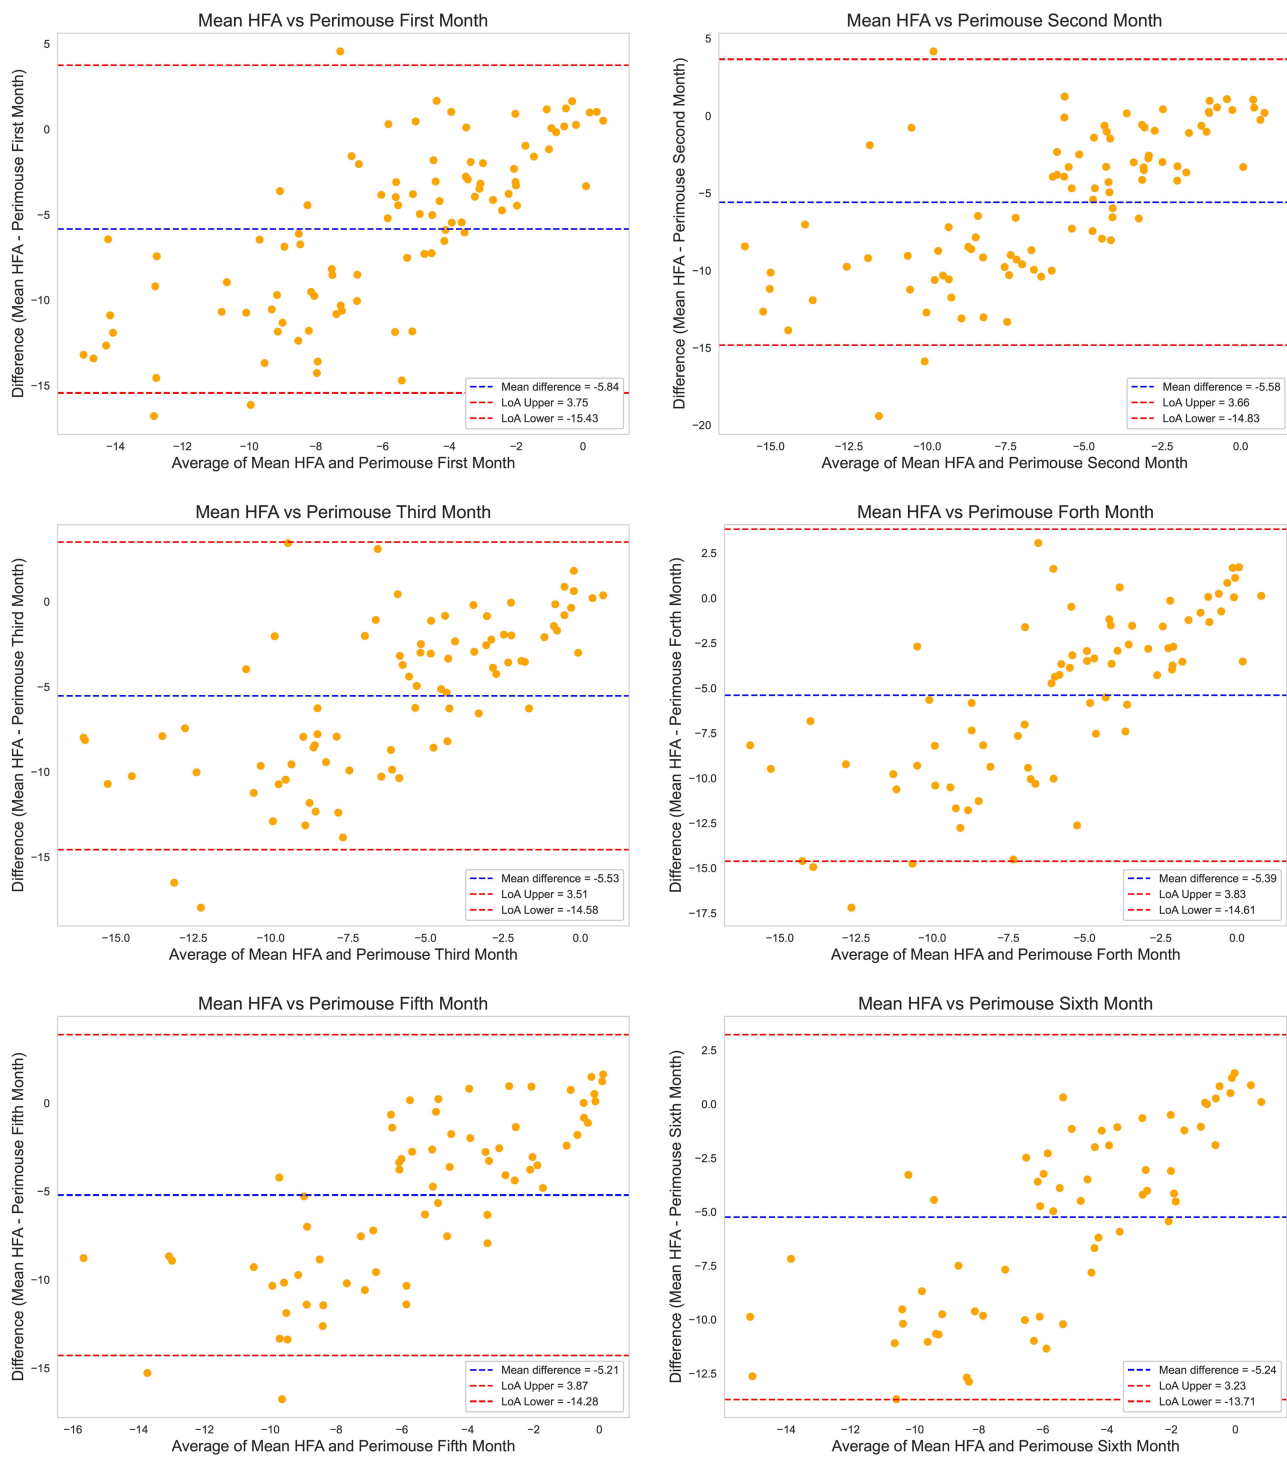 Mean HFA vs Perimouse First Month
Difference (Mean HFA - Perimouse First Month)
5
0
−5
−10
−15
Mean difference = -5.84
LoA Upper = 3.75
LoA Lower = -15.43
−14 −12 −10 −8 −6 −4 −2 0
Average of Mean HFA and Perimouse First Month
Mean HFA vs Perimouse Second Month
Difference (Mean HFA - Perimouse Second Month)
5
0
−5
−10
−15
−20
Mean difference = -5.58
LoA Upper = 3.66
LoA Lower = -14.83
−15.0 −12.5 −10.0 −7.5 −5.0 −2.5 0.0
Average of Mean HFA and Perimouse Second Month
Mean HFA vs Perimouse Third Month
Difference (Mean HFA - Perimouse Third Month)
0
−5
−10
−15
Mean difference = -5.53
LoA Upper = 3.51
LoA Lower = -14.58
−15.0 −12.5 −10.0 −7.5 −5.0 −2.5 0.0
Average of Mean HFA and Perimouse Third Month
Mean HFA vs Perimouse Forth Month
Difference (Mean HFA - Perimouse Forth Month)
2.5
0.0
−2.5
−5.0
−7.5
−10.0
−12.5
−15.0
−17.5
Mean difference = -5.39
LoA Upper = 3.83
LoA Lower = -14.61
−15.0 −12.5 −10.0 −7.5 −5.0 −2.5 0.0
Average of Mean HFA and Perimouse Forth Month
Mean HFA vs Perimouse Fifth Month
Difference (Mean HFA - Perimouse Fifth Month)
0
−5
−10
−15
Mean difference = -5.21
LoA Upper = 3.87
LoA Lower = -14.28
−16 −14 −12 −10 −8 −6 −4 −2 0
Average of Mean HFA and Perimouse Fifth Month
Mean HFA vs Perimouse Sixth Month
Difference (Mean HFA - Perimouse Sixth Month)
2.5
0.0
−2.5
−5.0
−7.5
−10.0
−12.5
Mean difference = -5.24
LoA Upper = 3.23
LoA Lower = -13.71
−14 −12 −10 −8 −6 −4 −2 0
Average of Mean HFA and Perimouse Sixth Month